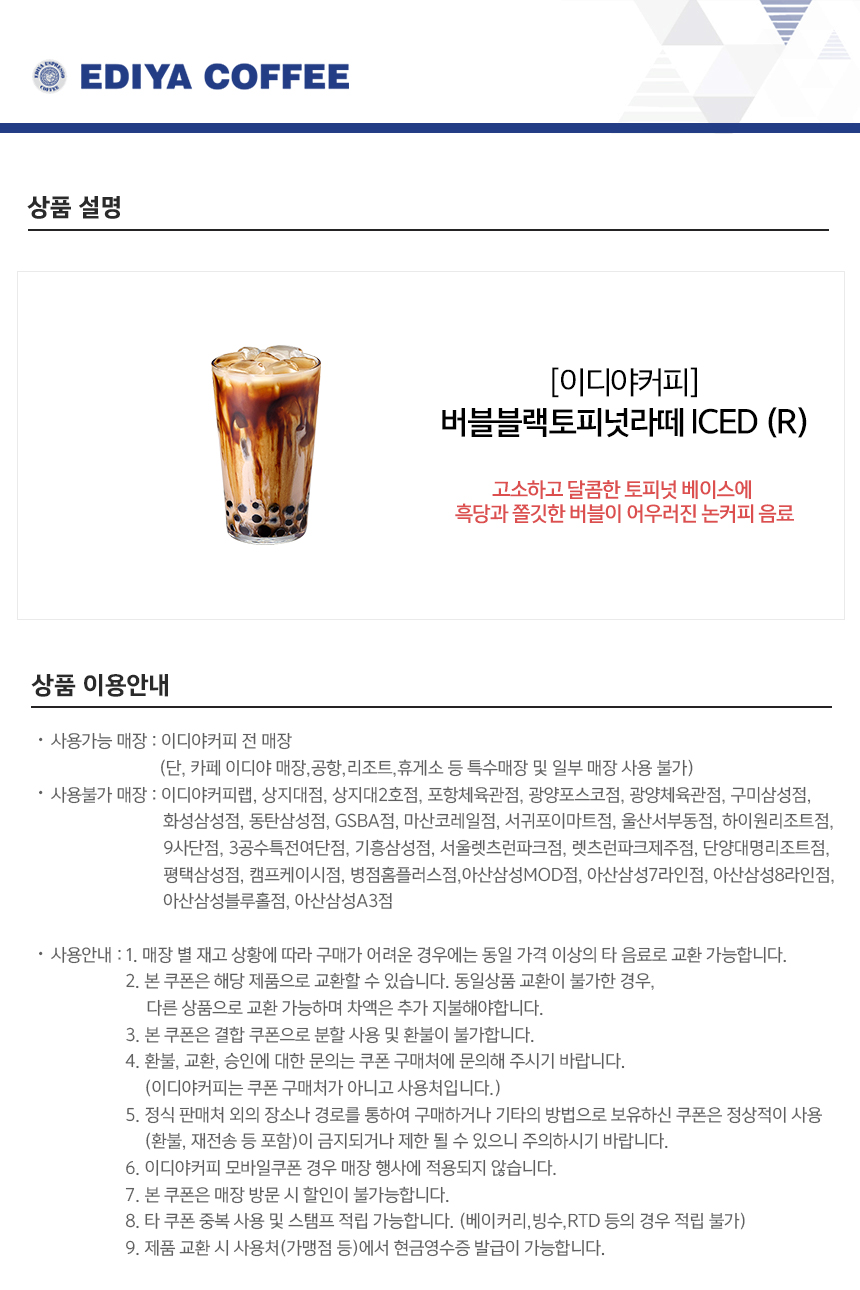 EDIYA ESPRESSO COFFEE
EDIYA COFFEE
상품 설명
[이디야커피]
버블블랙토피넛라떼 ICED (R)
고소하고 달콤한 토피넛 베이스에
흑당과 쫄깃한 버블이 어우러진 논커피 음료
상품 이용안내
· 사용가능 매장 : 이디야커피 전 매장
(단, 카페 이디야 매장,공항,리조트,휴게소 등 특수매장 및 일부 매장 사용 불가)
· 사용불가 매장 : 이디야커피랩, 상지대점, 상지대2호점, 포항체육관점, 광양포스코점, 광양체육관점, 구미삼성점,
화성삼성점, 동탄삼성점, GSBA점, 마산코레일점, 서귀포이마트점, 울산서부동점, 하이원리조트점,
9사단점, 3공수특전여단점, 기흥삼성점, 서울렛츠런파크점, 렛츠런파크제주점, 단양대명리조트점,
평택삼성점, 캠프케이시점, 병점홈플러스점,아산삼성MOD점, 아산삼성7라인점, 아산삼성8라인점,
아산삼성블루홀점, 아산삼성A3점
· 사용안내 : 1. 매장 별 재고 상황에 따라 구매가 어려운 경우에는 동일 가격 이상의 타 음료로 교환 가능합니다.
2. 본 쿠폰은 해당 제품으로 교환할 수 있습니다. 동일상품 교환이 불가한 경우,
다른 상품으로 교환 가능하며 차액은 추가 지불해야합니다.
3. 본 쿠폰은 결합 쿠폰으로 분할 사용 및 환불이 불가합니다.
4. 환불, 교환, 승인에 대한 문의는 쿠폰 구매처에 문의해 주시기 바랍니다.
(이디야커피는 쿠폰 구매처가 아니고 사용처입니다.)
5. 정식 판매처 외의 장소나 경로를 통하여 구매하거나 기타의 방법으로 보유하신 쿠폰은 정상적이 사용
(환불, 재전송 등 포함)이 금지되거나 제한 될 수 있으니 주의하시기 바랍니다.
6. 이디야커피 모바일쿠폰 경우 매장 행사에 적용되지 않습니다.
7. 본 쿠폰은 매장 방문 시 할인이 불가능합니다.
8. 타 쿠폰 중복 사용 및 스탬프 적립 가능합니다. (베이커리,빙수,RTD 등의 경우 적립 불가)
9. 제품 교환 시 사용처(가맹점 등)에서 현금영수증 발급이 가능합니다.